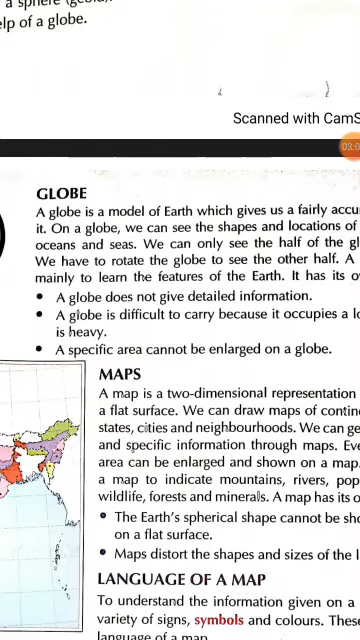 a sphere (geoid).
elp of a globe.
Scanned with CamS
03:0
GLOBE
A globe is a model of Earth which gives us a fairly accu
it. On a globe, we can see the shapes and locations of
oceans and seas. We can only see the half of the gl
We have to rotate the globe to see the other half. A
mainly to learn the features of the Earth. It has its o
• A globe does not give detailed information.
• A globe is difficult to carry because it occupies a lo
is heavy.
• A specific area cannot be enlarged on a globe.
MAPS
A map is a two-dimensional representation
a flat surface. We can draw maps of contine
states, cities and neighbourhoods. We can ge
and specific information through maps. Eve
area can be enlarged and shown on a map.
a map to indicate mountains, rivers, pop
wildlife, forests and minerals. A map has its o
• The Earth's spherical shape cannot be sho
on a flat surface.
• Maps distort the shapes and sizes of the l
LANGUAGE OF A MAP
To understand the information given on a
variety of signs, symbols and colours. These
language of a map.